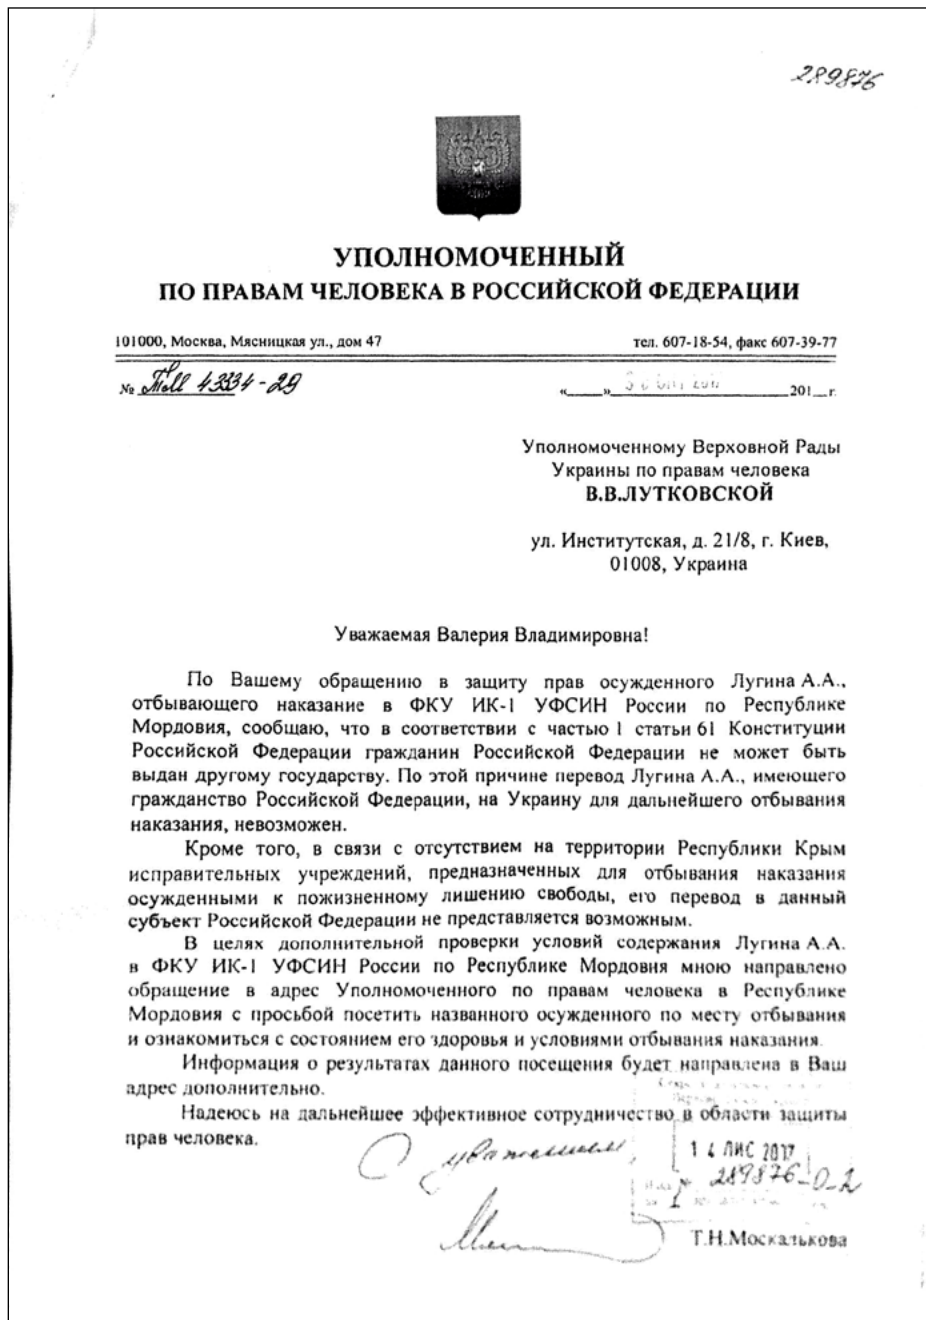 289876
УПОЛНОМОЧЕННЫЙ
ПО ПРАВАМ ЧЕЛОВЕКА В РОССИЙСКОЙ ФЕДЕРАЦИИ
101000, Москва, Мясницкая ул., дом 47 тел. 607-18-54, факс 607-39-77
№ ТМ 43334-29 «____»____________201__г.
Уполномоченному Верховной Рады
Украины по правам человека
В.В.ЛУТКОВСКОЙ
ул. Институтская, д. 21/8, г. Киев,
01008, Украина
Уважаемая Валерия Владимировна!
По Вашему обращению в защиту прав осужденного Лугина А.А.,
отбывающего наказание в ФКУ ИК-1 УФСИН России по Республике
Мордовия, сообщаю, что в соответствии с частью 1 статьи 61 Конституции
Российской Федерации гражданин Российской Федерации не может быть
выдан другому государству. По этой причине перевод Лугина А.А., имеющего
гражданство Российской Федерации, на Украину для дальнейшего отбывания
наказания, невозможен.
Кроме того, в связи с отсутствием на территории Республики Крым
исправительных учреждений, предназначенных для отбывания наказания
осужденными к пожизненному лишению свободы, его перевод в данный
субъект Российской Федерации не представляется возможным.
В целях дополнительной проверки условий содержания Лугина А.А.
в ФКУ ИК-1 УФСИН России по Республике Мордовия мною направлено
обращение в адрес Уполномоченного по правам человека в Республике
Мордовия с просьбой посетить названного осужденного по месту отбывания
и ознакомиться с состоянием его здоровья и условиями отбывания наказания.
Информация о результатах данного посещения будет направлена в Ваш
адрес дополнительно.
Надеюсь на дальнейшее эффективное сотрудничество в области защиты
прав человека.
С уважением,
14 ЛИС 2017
289876-0-2
Т.Н.Москалькова